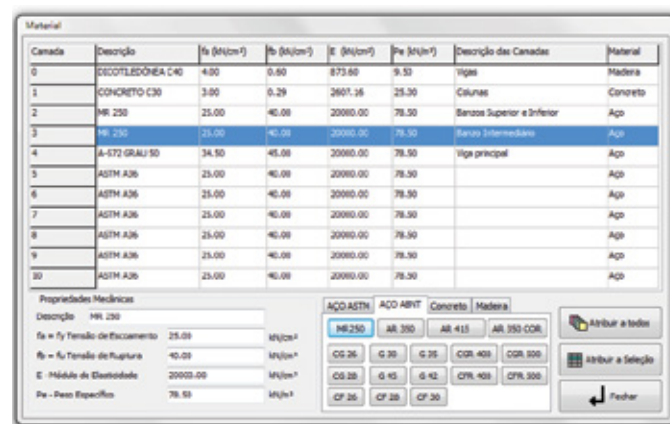 Material
Camada Descrição fa (kN/cm²) fb (kN/cm²) E (kN/cm²) Pe (kN/m³) Descrição das Camadas Material
0 DICOTILEDÔNEA C40 4.00 0.60 873.60 9.50 Vigas Madeira
1 CONCRETO C30 3.00 0.29 2607.16 25.00 Colunas Concreto
2 MR 250 25.00 40.00 20000.00 78.50 Banzos Superior e Inferior Aço
3 MR 250 25.00 40.00 20000.00 78.50 Banzo Intermediário Aço
4 A-572 GRAU 50 34.50 45.00 20000.00 78.50 Viga principal Aço
5 ASTM A36 25.00 40.00 20000.00 78.50 Aço
6 ASTM A36 25.00 40.00 20000.00 78.50 Aço
7 ASTM A36 25.00 40.00 20000.00 78.50 Aço
8 ASTM A36 25.00 40.00 20000.00 78.50 Aço
9 ASTM A36 25.00 40.00 20000.00 78.50 Aço
10 ASTM A36 25.00 40.00 20000.00 78.50 Aço
Propriedades Mecânicas
Descrição MR 250
fa = fy Tensão de Escoamento 25.00 kN/cm²
fb = fu Tensão de Ruptura 40.00 kN/cm²
E - Módulo de Elasticidade 20000.00 kN/cm²
Pe - Peso Específico 78.50 kN/m³
AÇO ASTM AÇO ABNT Concreto Madeira
MR250 AR 350 AR 415 AR 350 COR
CG 26 G 30 G 35 CGR 400 CGR 500
CG 28 G 45 G 42 CFR 400 CFR 500
CF 26 CF 28 CF 30
Atribuir a todos
Atribuir a Seleção
Fechar